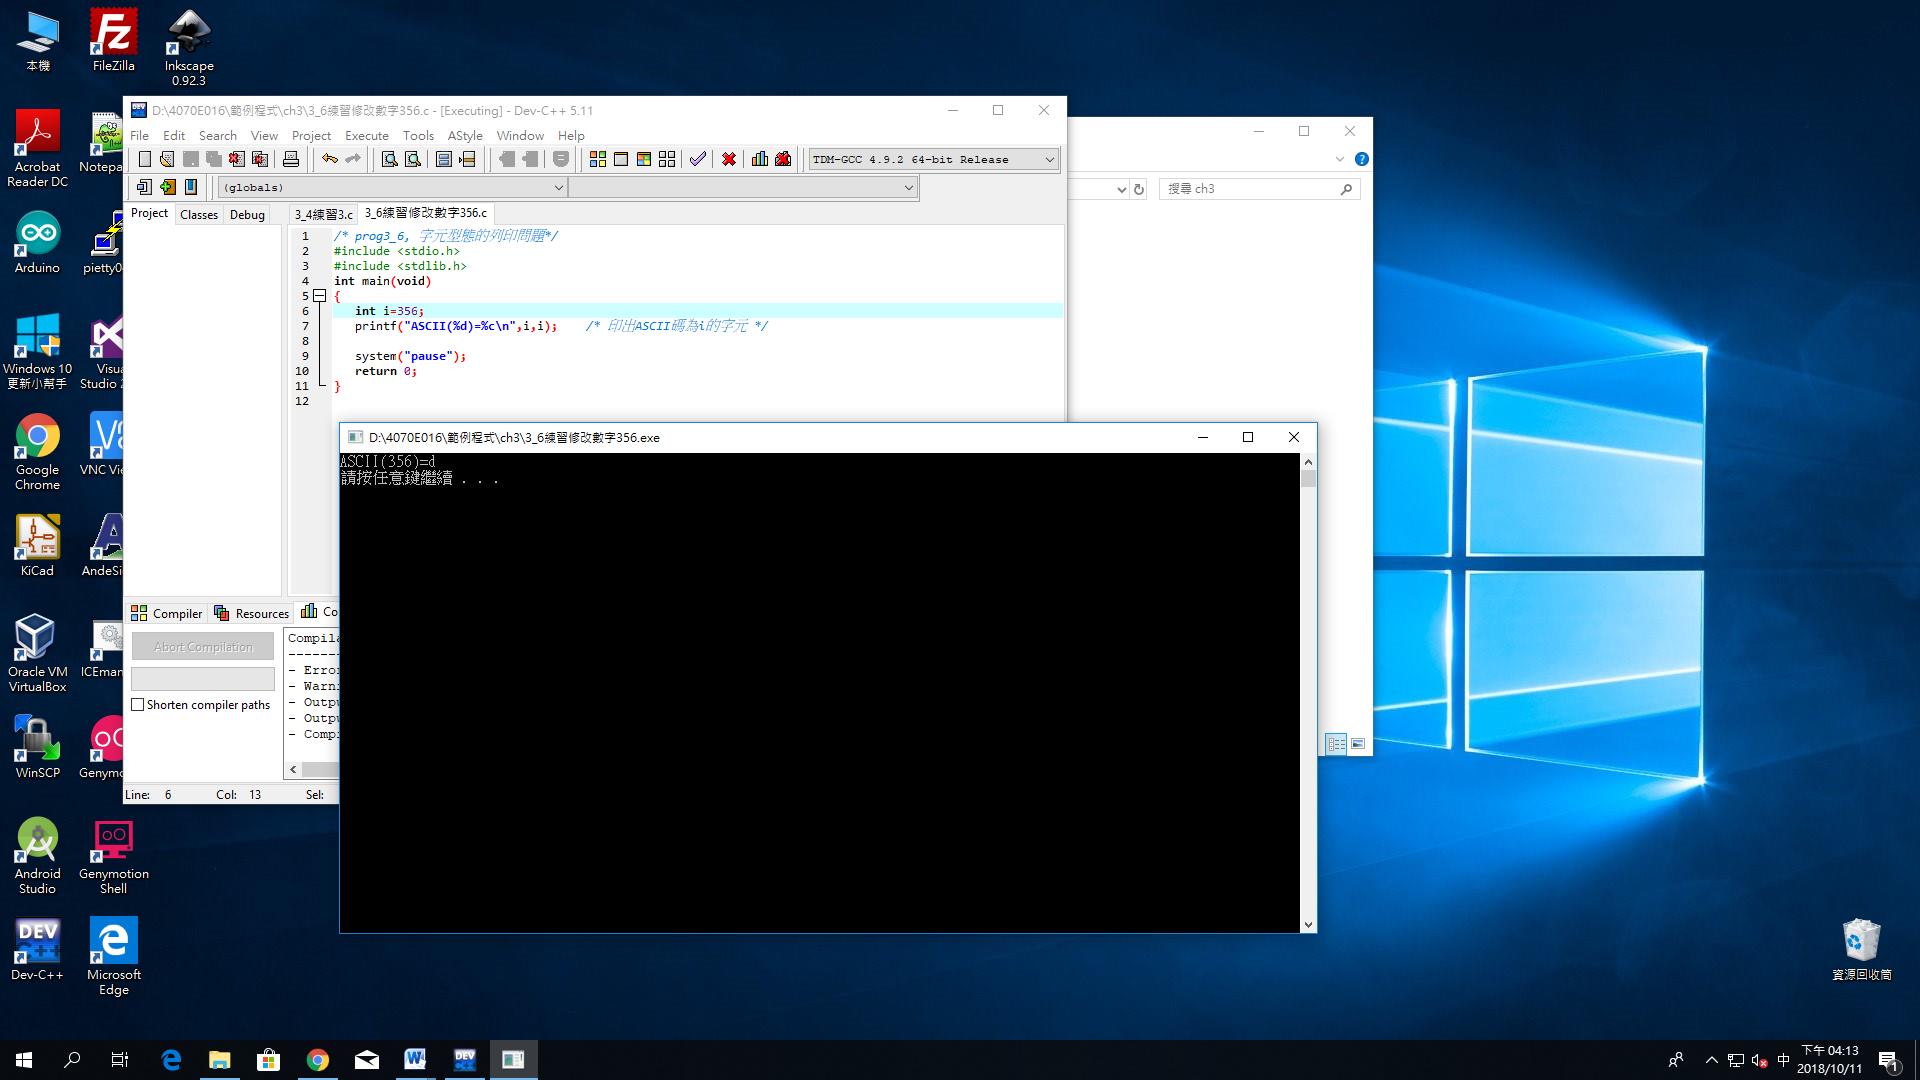 本機
FileZilla
Inkscape
0.92.3
Acrobat
Reader DC
Notepa
Arduino
pietty0
Windows 10
更新小幫手
Visua
Studio 2
Google
Chrome
VNC Vie
KiCad
AndeSi
Oracle VM
VirtualBox
ICEman
WinSCP
Genymo
Android
Studio
Genymotion
Shell
Dev-C++
Microsoft
Edge
D:\4070E016\範例程式\ch3\3_6練習修改數字356.c - [Executing] - Dev-C++ 5.11
File Edit Search View Project Execute Tools AStyle Window Help
TDM-GCC 4.9.2 64-bit Release
(globals)
Project Classes Debug
3_4練習3.c 3_6練習修改數字356.c
1 /* prog3_6, 字元型態的列印問題*/
2 #include <stdio.h>
3 #include <stdlib.h>
4 int main(void)
5 {
6 int i=356;
7 printf("ASCII(%d)=%c\n",i,i); /* 印出ASCII碼為i的字元 */
8
9 system("pause");
10 return 0;
11 }
12
搜尋 ch3
D:\4070E016\範例程式\ch3\3_6練習修改數字356.exe
ASCII(356)=d
請按任意鍵繼續 . . .
Compiler Resources Co
Abort Compilation
Shorten compiler paths
Compila
-------
- Error
- Warni
- Outpu
- Outpu
- Compi
Line: 6 Col: 13 Sel:
資源回收筒
中
下午 04:13
2018/10/11
1